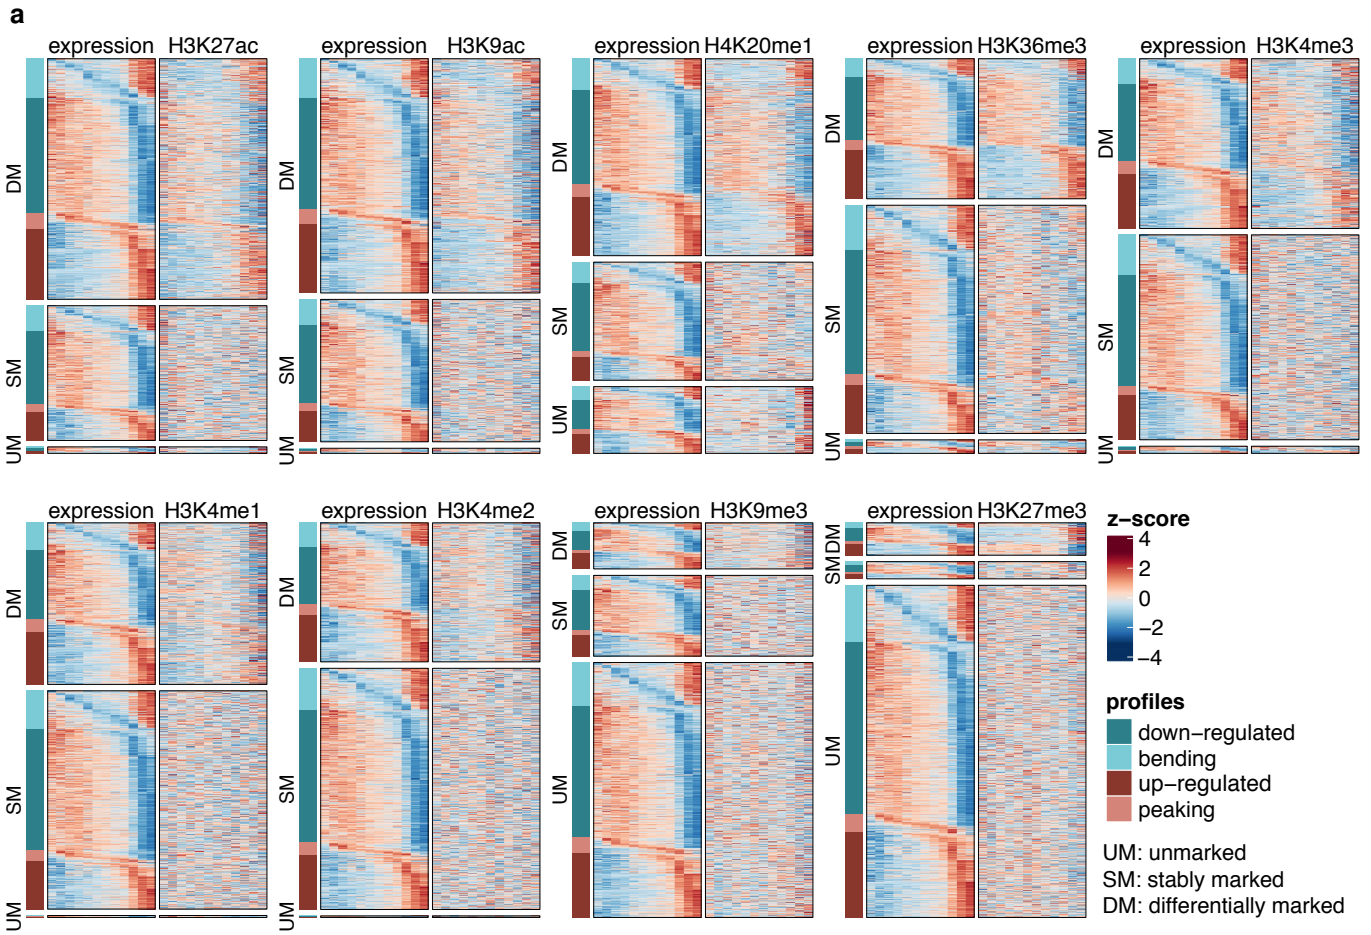 a
expression H3K27ac
expression H3K9ac
expression H4K20me1
expression H3K36me3
expression H3K4me3
DM
SM
UM
DM
SM
UM
DM
SM
UM
DM
SM
UM
DM
SM
UM
expression H3K4me1
expression H3K4me2
expression H3K9me3
expression H3K27me3
DM
SM
UM
DM
SM
UM
DM
SM
UM
DM
SM
UM
z−score
4
2
0
−2
−4
profiles
down−regulated
bending
up−regulated
peaking
UM: unmarked
SM: stably marked
DM: differentially marked